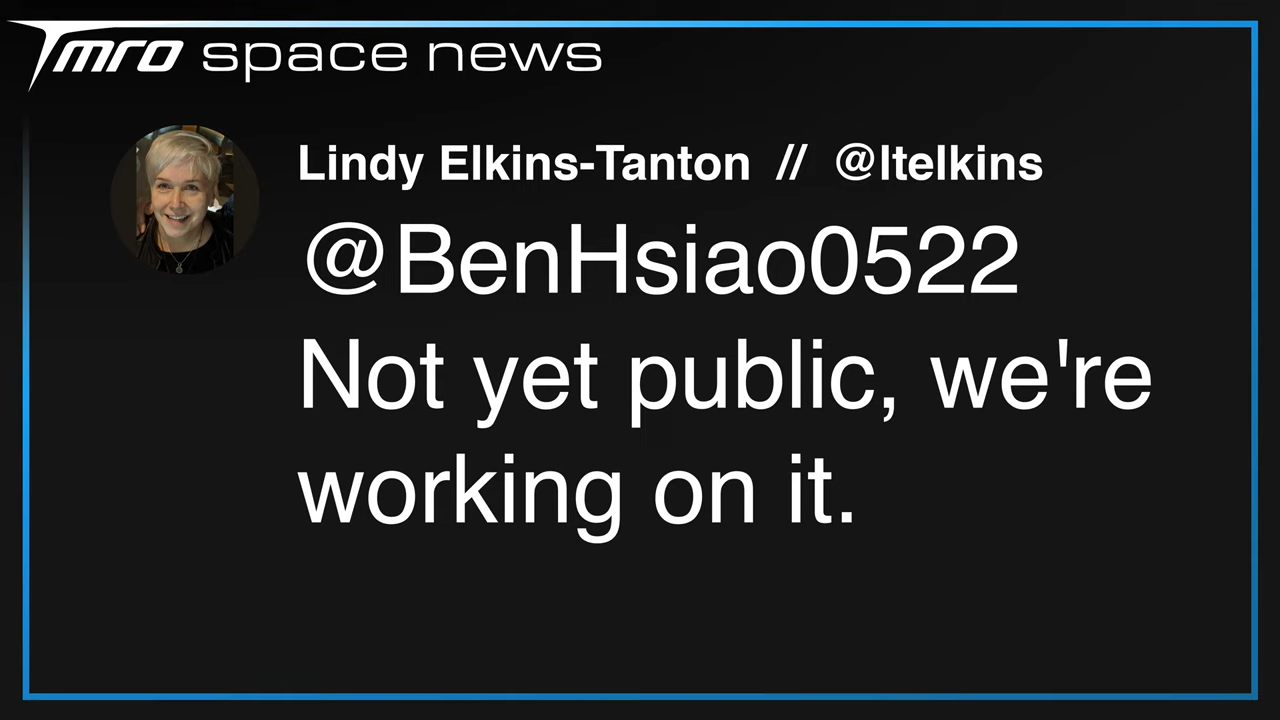 Tmro space news
Lindy Elkins-Tanton // @ltelkins
@BenHsiao0522
Not yet public, we're
working on it.